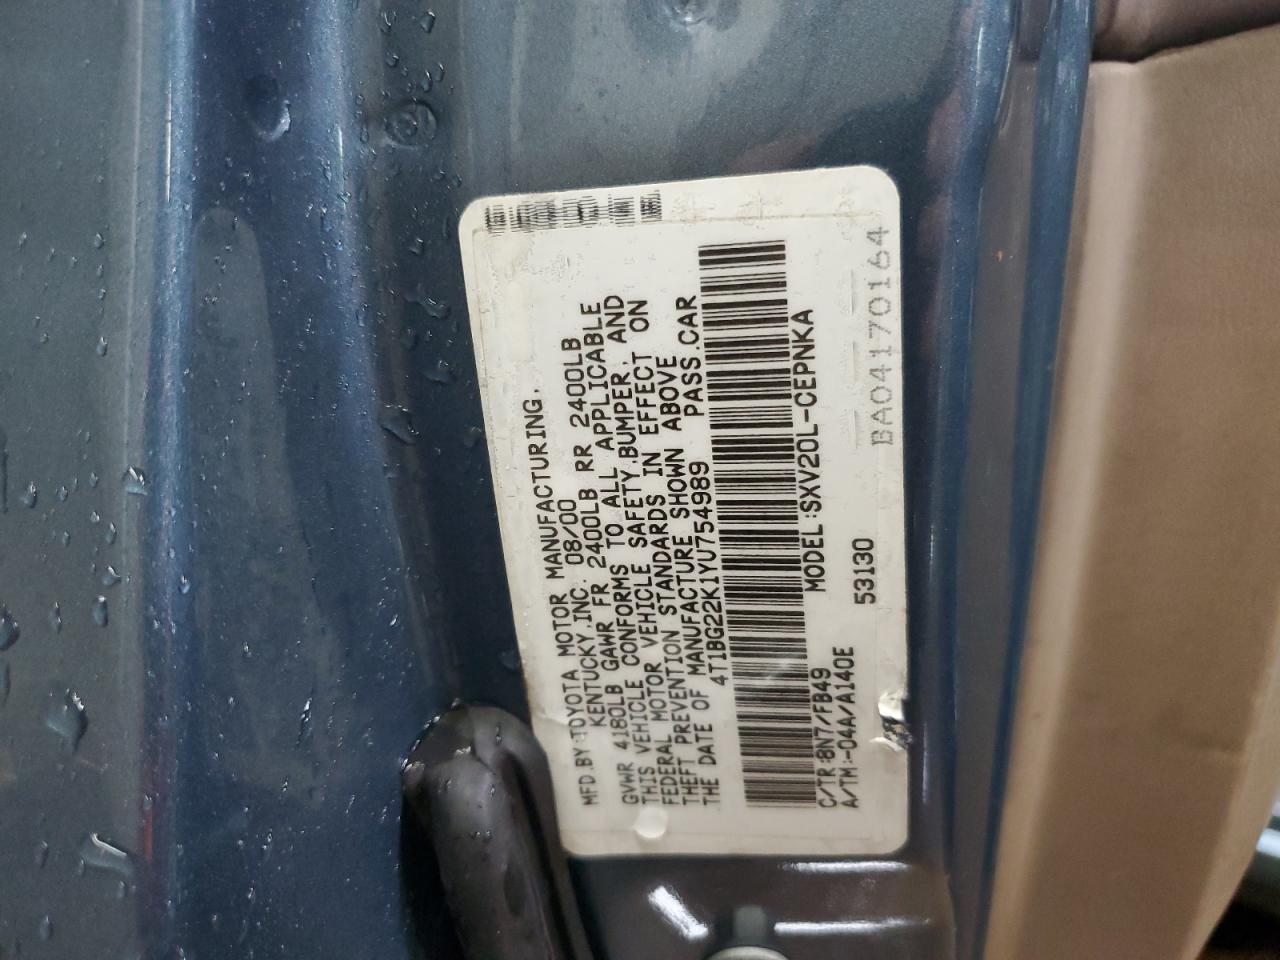 MFD.BY:TOYOTA MOTOR MANUFACTURING,
KENTUCKY,INC. 08/00
GVWR 4180LB GAWR FR 2400LB RR 2400LB
THIS VEHICLE CONFORMS TO ALL APPLICABLE
FEDERAL MOTOR VEHICLE SAFETY,BUMPER, AND
THEFT PREVENTION STANDARDS IN EFFECT ON
THE DATE OF MANUFACTURE SHOWN ABOVE
4T1BG22K1YU754989 PASS.CAR
MODEL:SXV20L-CEPNKA
C/TR:8N7/FB49
A/TM:-04A/A140E
53130
BA04170164